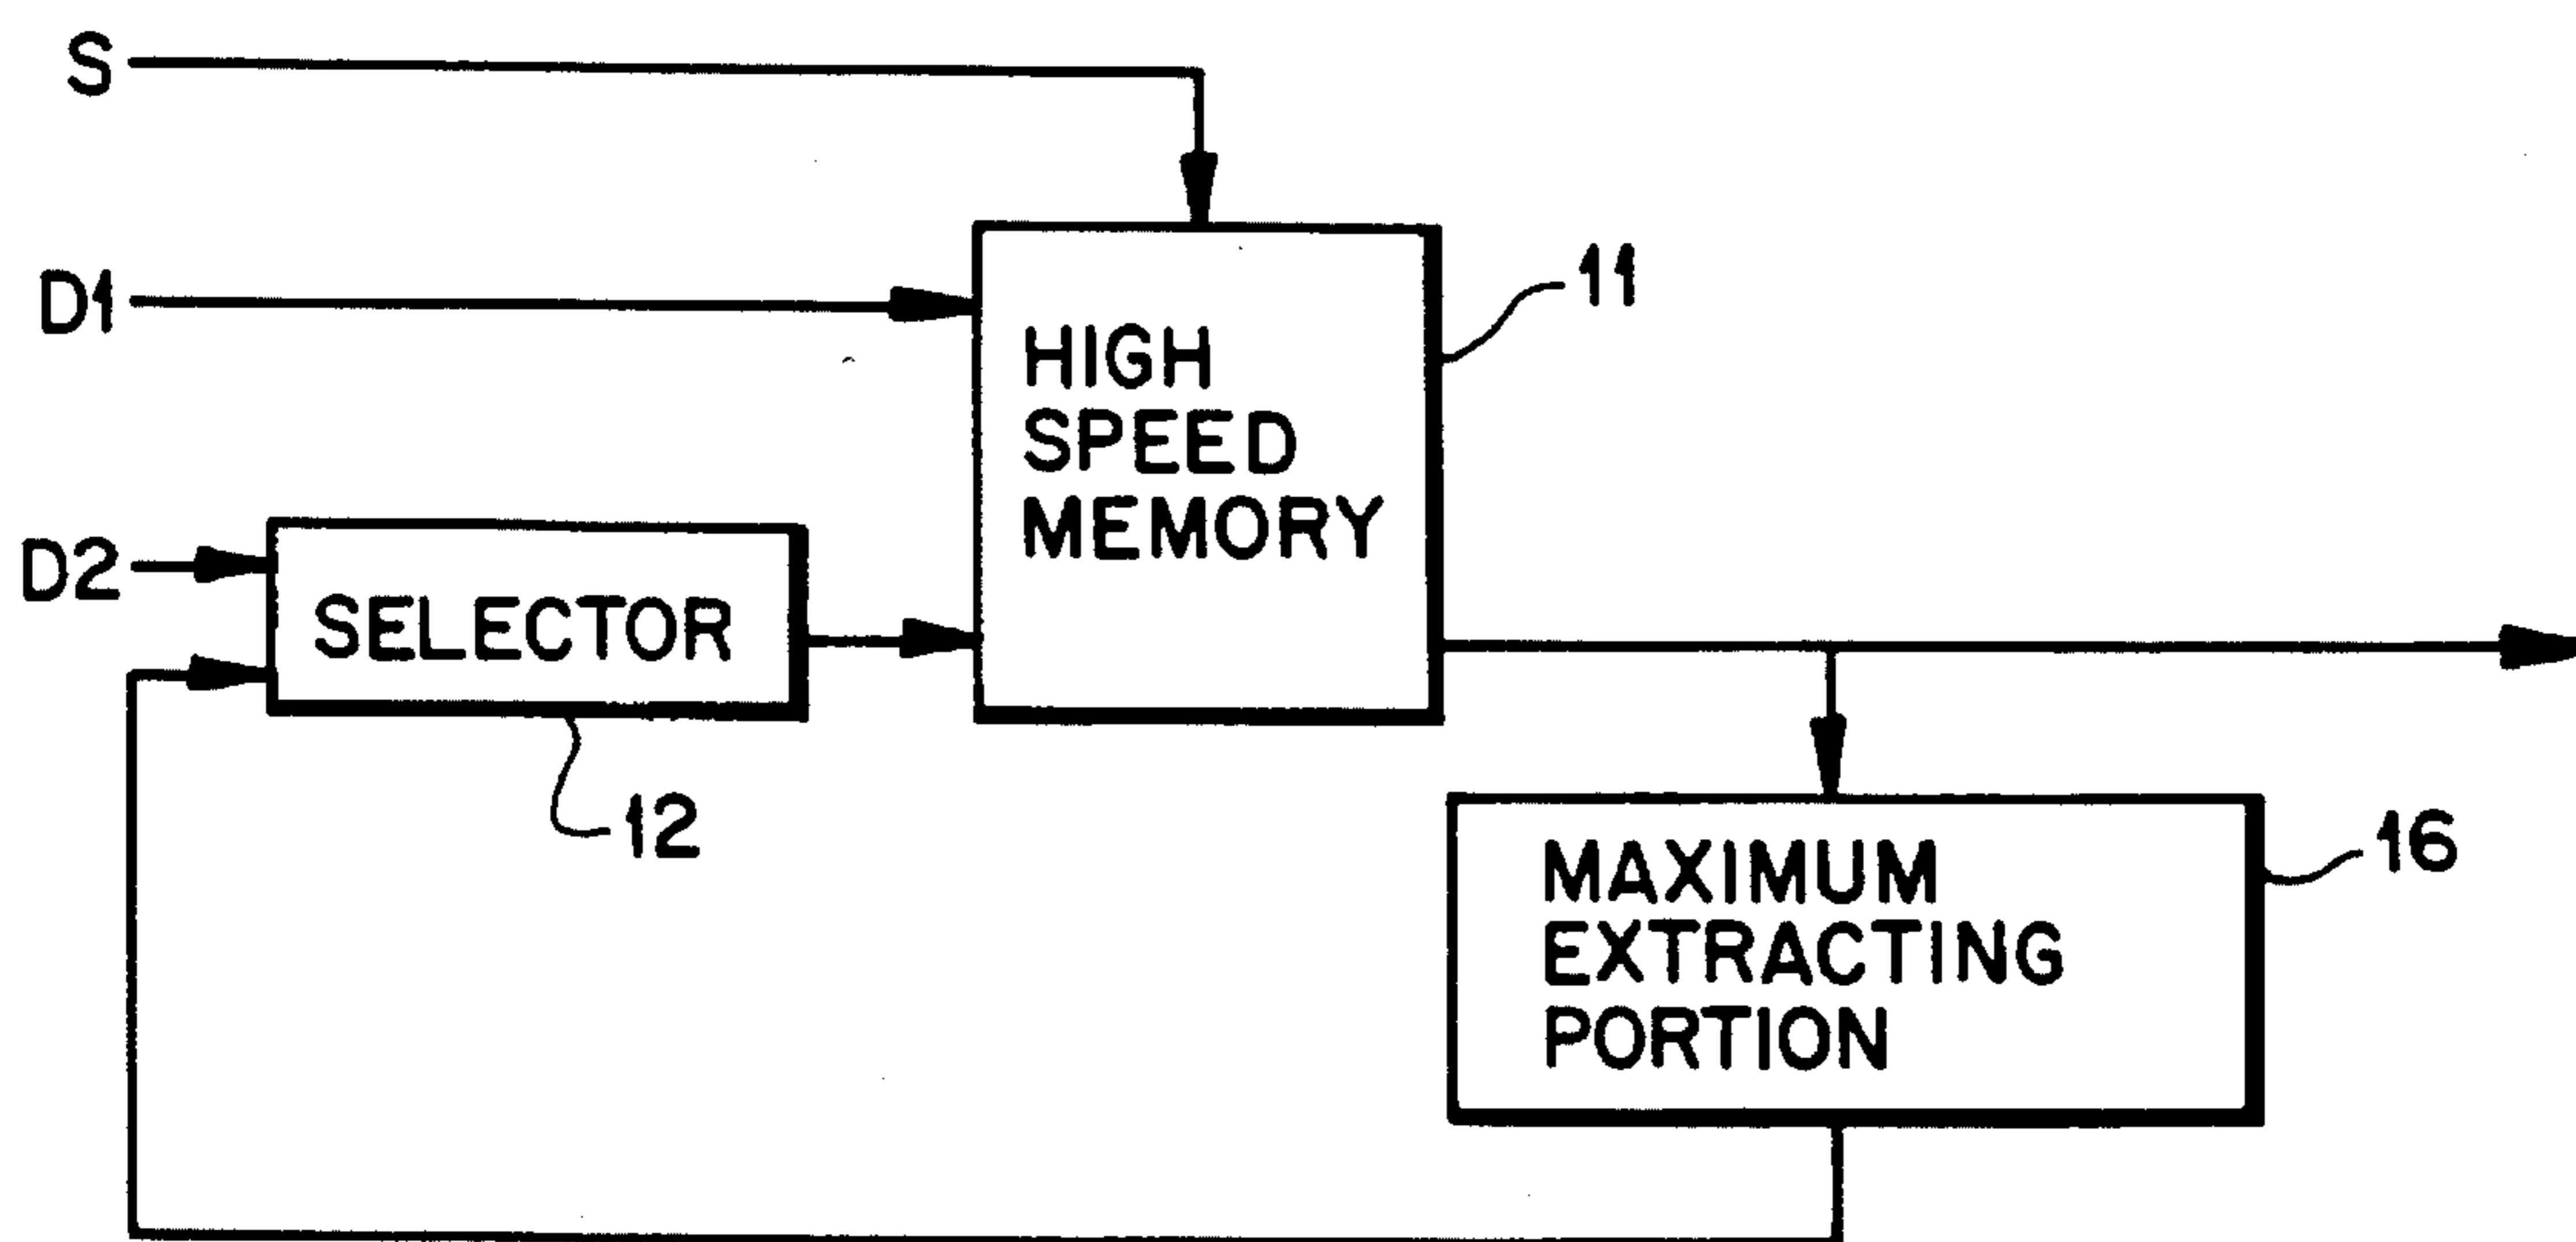 S
D1
HIGH
SPEED
MEMORY
11
D2
SELECTOR
12
MAXIMUM
EXTRACTING
PORTION
16